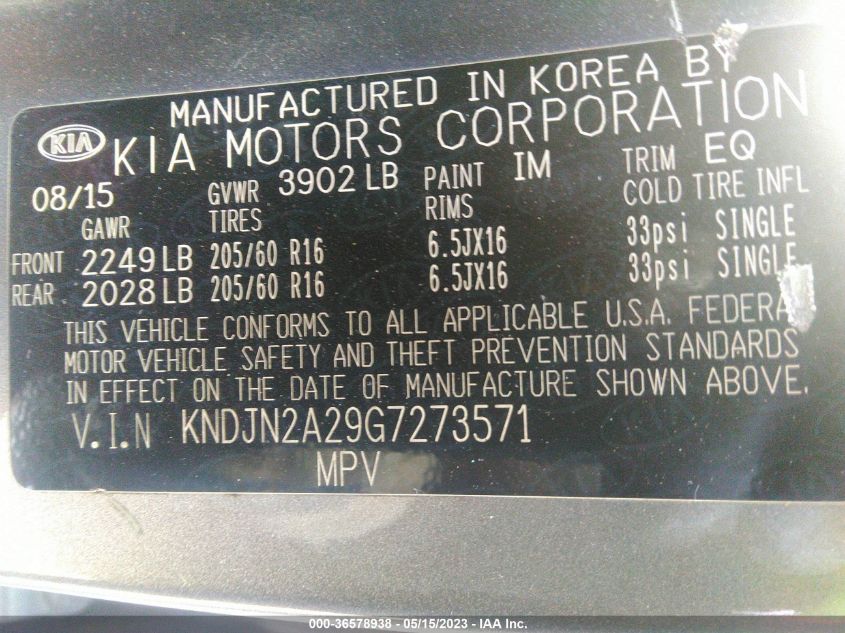 MANUFACTURED IN KOREA BY
KIA KIA MOTORS CORPORATION
08/15 GVWR 3902 LB PAINT IM TRIM EQ
GAWR TIRES RIMS COLD TIRE INFL
FRONT 2249 LB 205/60 R16 6.5JX16 33psi SINGLE
REAR 2028 LB 205/60 R16 6.5JX16 33psi SINGLE
THIS VEHICLE CONFORMS TO ALL APPLICABLE U.S.A. FEDERA
MOTOR VEHICLE SAFETY AND THEFT PREVENTION STANDARDS
IN EFFECT ON THE DATE OF MANUFACTURE SHOWN ABOVE.
V.I.N KNDJN2A29G7273571
MPV
000-36578938 - 05/15/2023 - IAAI.com